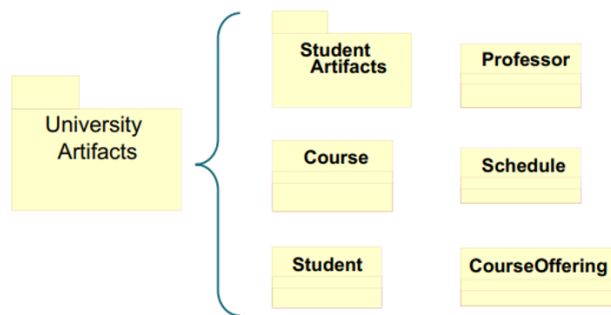 University
Artifacts
Student
Artifacts
Professor
Course
Schedule
Student
CourseOffering